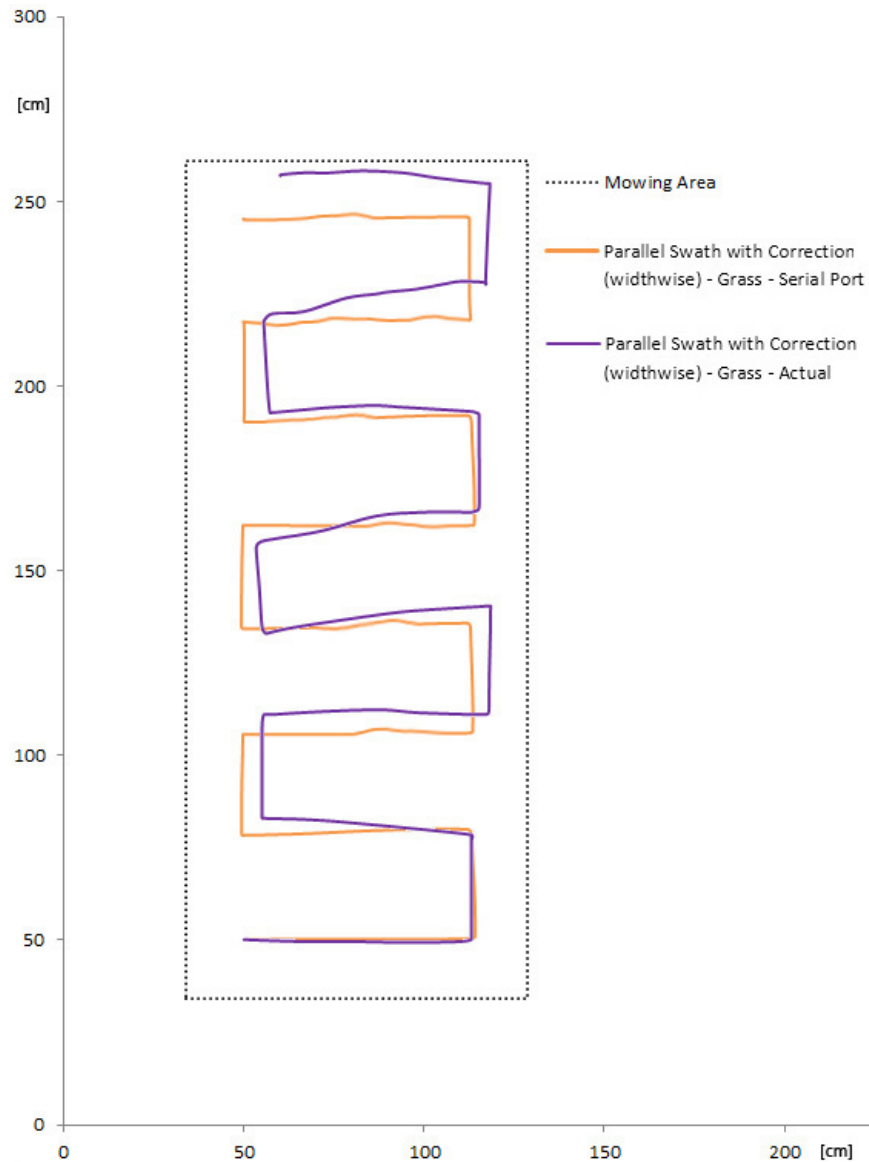 300
[cm]
250
200
150
100
50
0
0
50
100
150
200
[cm]
Mowing Area
Parallel Swath with Correction
(widthwise) - Grass - Serial Port
Parallel Swath with Correction
(widthwise) - Grass - Actual